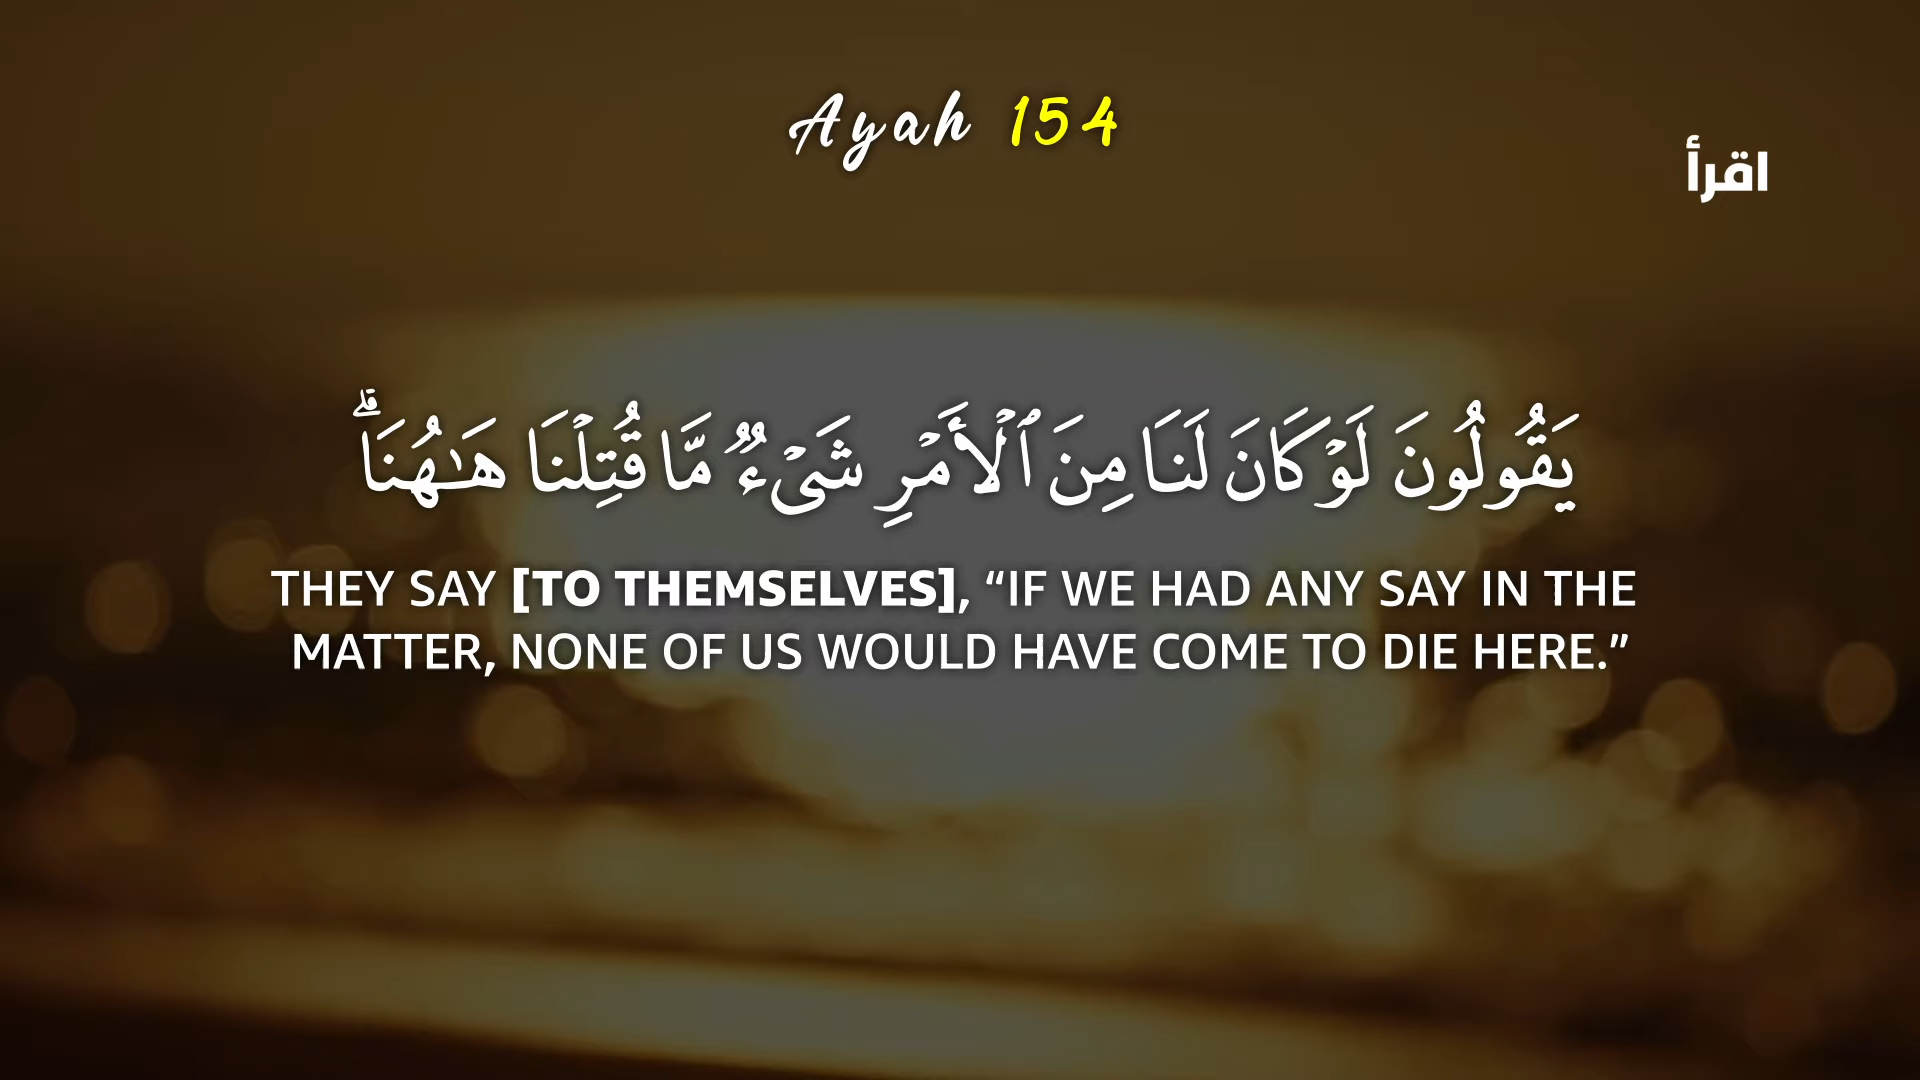 Ayah 154
اقرأ
يَقُولُونَ لَوْ كَانَ لَنَا مِنَ ٱلْأَمْرِ شَىْءٌۭ مَّا قُتِلْنَا هَـٰهُنَا ۗ
THEY SAY [TO THEMSELVES], “IF WE HAD ANY SAY IN THE
MATTER, NONE OF US WOULD HAVE COME TO DIE HERE.”